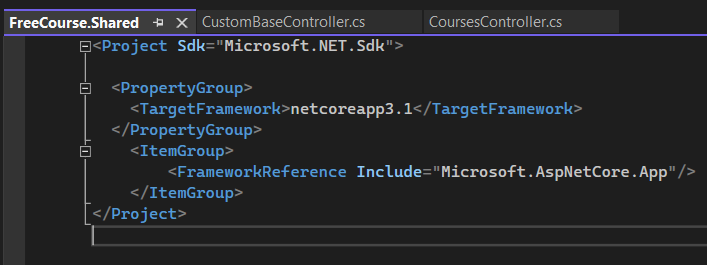 FreeCourse.Shared CustomBaseController.cs CoursesController.cs
<Project Sdk="Microsoft.NET.Sdk">
<PropertyGroup>
<TargetFramework>netcoreapp3.1</TargetFramework>
</PropertyGroup>
<ItemGroup>
<FrameworkReference Include="Microsoft.AspNetCore.App"/>
</ItemGroup>
</Project>